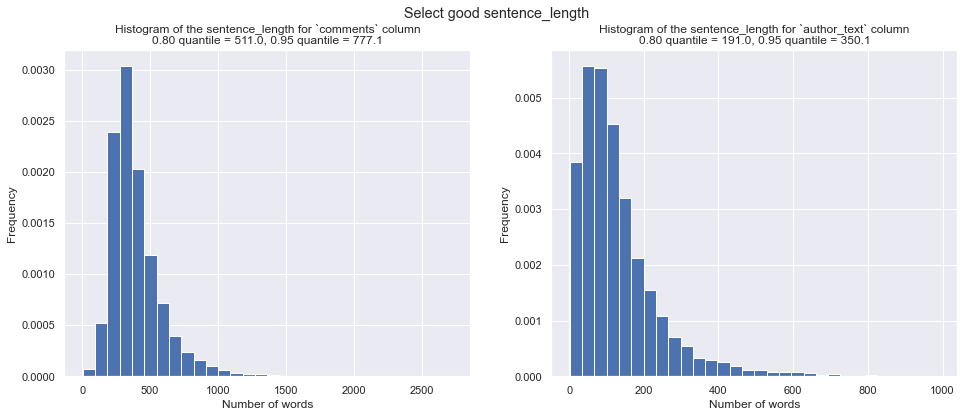 Select good sentence_length
Histogram of the sentence_length for `comments` column
0.80 quantile = 511.0, 0.95 quantile = 777.1
0.0030
0.0025
0.0020
0.0015
0.0010
0.0005
0.0000
Frequency
0
500
1000
1500
2000
2500
Number of words
Histogram of the sentence_length for `author_text` column
0.80 quantile = 191.0, 0.95 quantile = 350.1
0.005
0.004
0.003
0.002
0.001
0.000
Frequency
0
200
400
600
800
1000
Number of words